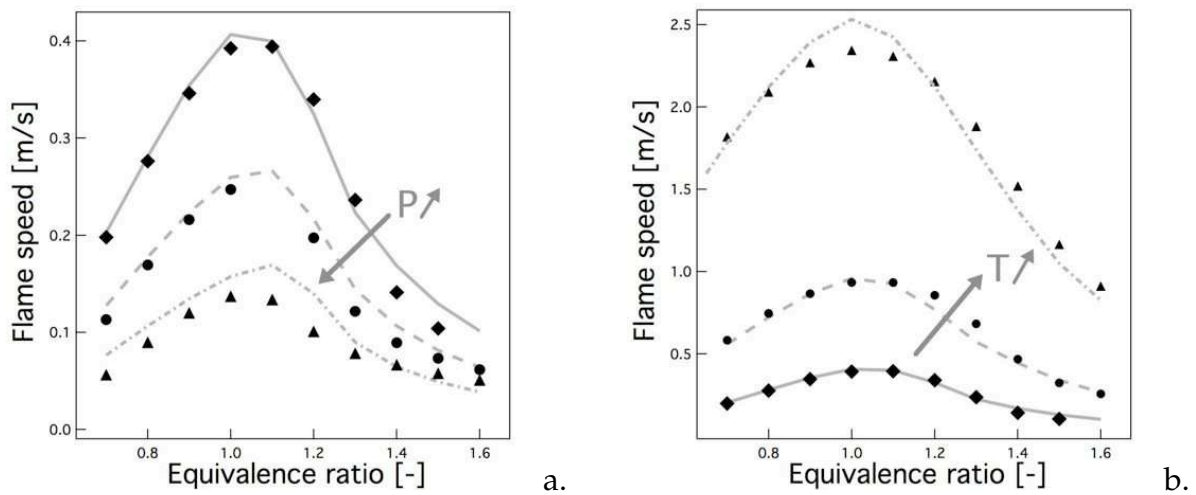 Flame speed [m/s]
0.4
0.3
0.2
0.1
0.0
P
0.8
1.0
1.2
1.4
1.6
Equivalence ratio [-]
a.
Flame speed [m/s]
2.5
2.0
1.5
1.0
0.5
T
0.8
1.0
1.2
1.4
1.6
Equivalence ratio [-]
b.